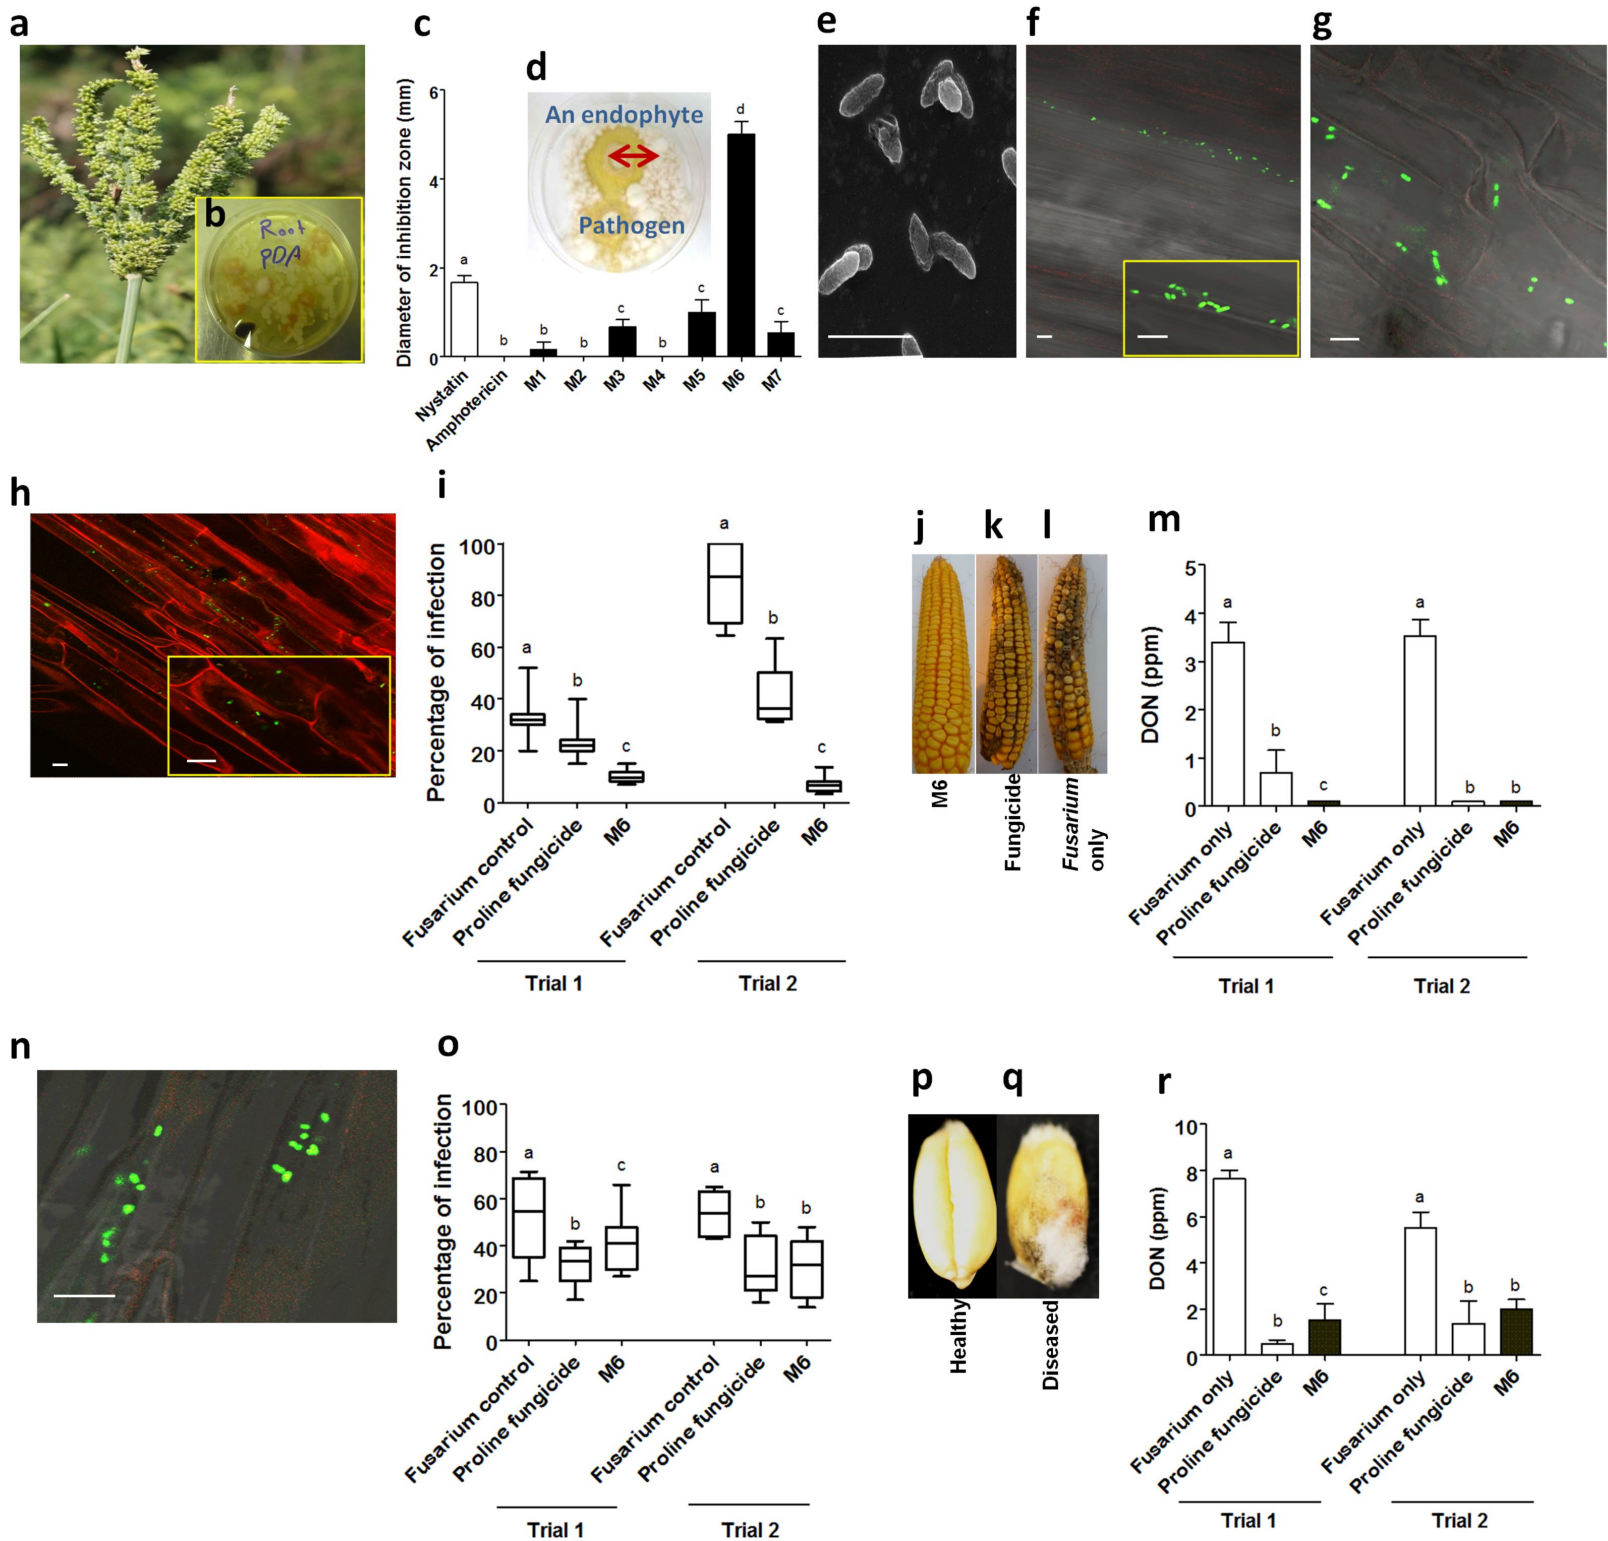 a
b
Root
PDA
c
Diameter of inhibition zone (mm)
6
4
2
0
a
b
b
b
c
b
c
d
c
Nystatin
Amphotericin
M1
M2
M3
M4
M5
M6
M7
d
An endophyte
Pathogen
e
f
g
h
i
Percentage of infection
100
80
60
40
20
0
a
b
c
a
b
c
Fusarium control
Proline fungicide
M6
Fusarium control
Proline fungicide
M6
Trial 1
Trial 2
j
k
l
M6
Fungicide
Fusarium
only
m
DON (ppm)
5
4
3
2
1
0
a
b
c
a
b
b
Fusarium only
Proline fungicide
M6
Fusarium only
Proline fungicide
M6
Trial 1
Trial 2
n
o
Percentage of infection
100
80
60
40
20
0
a
b
c
a
b
b
Fusarium control
Proline fungicide
M6
Fusarium control
Proline fungicide
M6
Trial 1
Trial 2
p
q
Healthy
Diseased
r
DON (ppm)
10
8
6
4
2
0
a
b
c
a
b
b
Fusarium only
Proline fungicide
M6
Fusarium only
Proline fungicide
M6
Trial 1
Trial 2